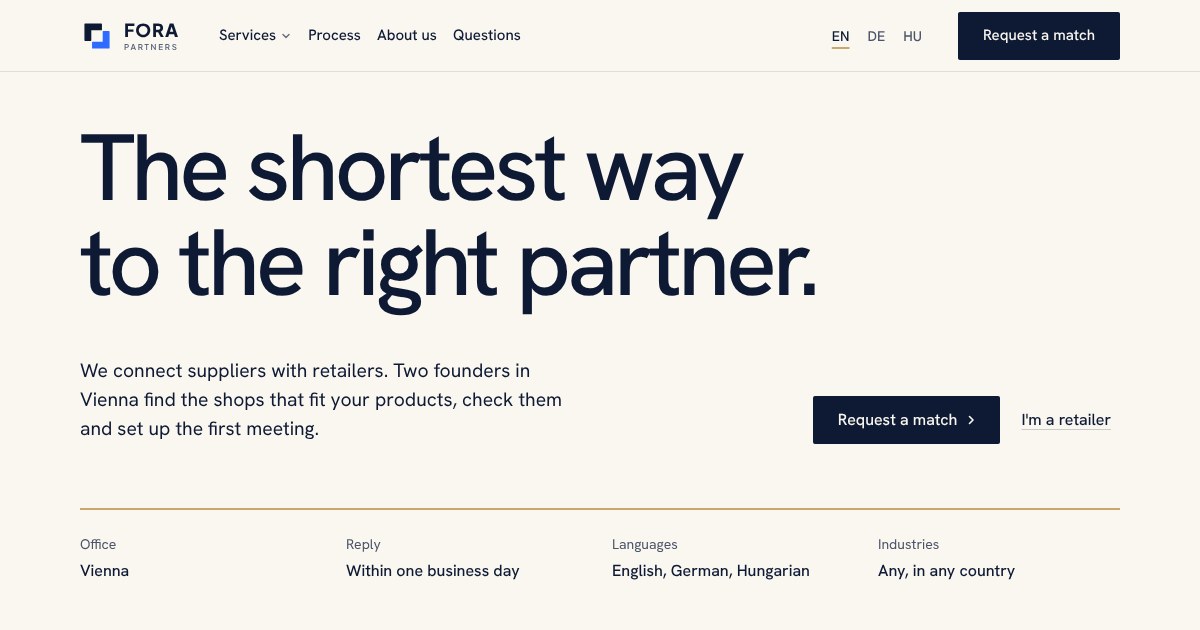 FORA
PARTNERS
Services
Process
About us
Questions
EN
DE
HU
Request a match
The shortest way
to the right partner.
We connect suppliers with retailers. Two founders in
Vienna find the shops that fit your products, check them
and set up the first meeting.
Request a match
I'm a retailer
Office
Vienna
Reply
Within one business day
Languages
English, German, Hungarian
Industries
Any, in any country